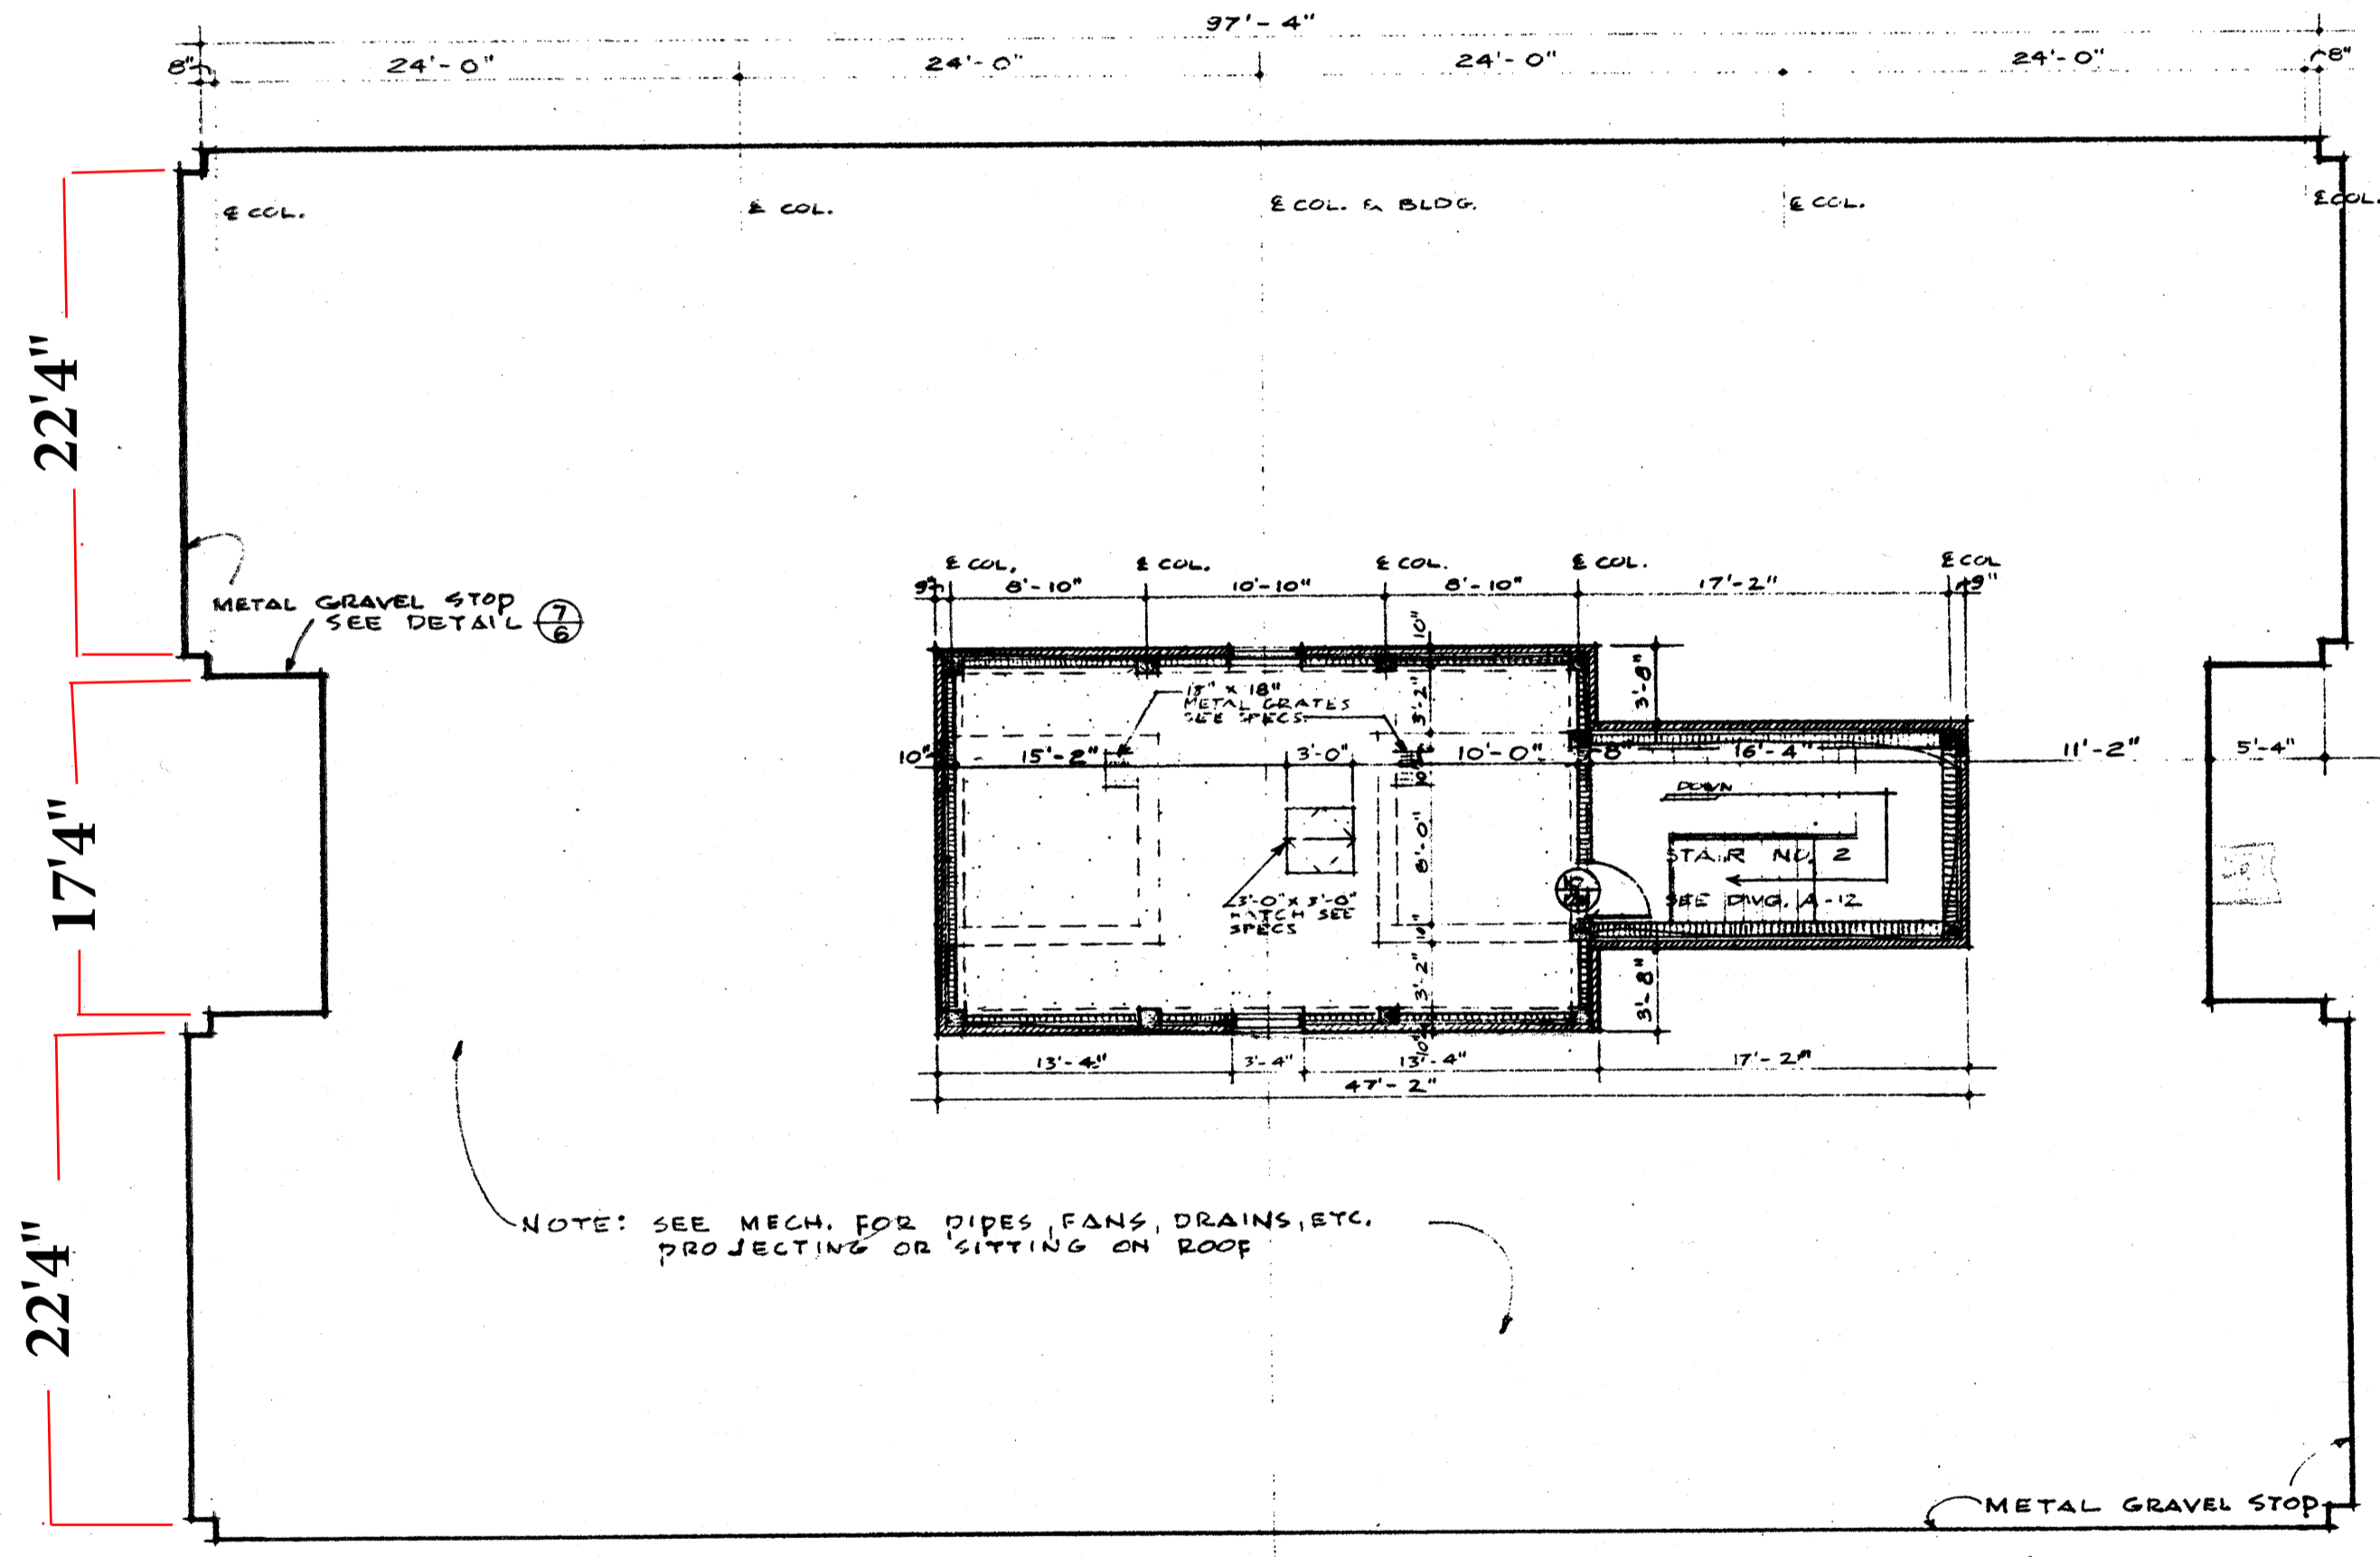 97'- 4"
8"
24'- 0"
24'- 0"
24'- 0"
24'- 0"
8"
℄ COL.
℄ COL.
℄ COL. & BLDG.
℄ COL.
℄ COL.
22'4"
METAL GRAVEL STOP
SEE DETAIL 7/6
℄ COL.
℄ COL.
℄ COL.
℄ COL.
℄ COL
9"
8'-10"
10'-10"
8'-10"
17'-2"
9"
10"
3'-8"
18" x 18"
METAL GRATES
SEE SPECS
3'-2"
10"
15'-2"
3'-0"
10'-0"
8"
16'-4"
11'-2"
5'-4"
DOWN
8'-0"
STAIR NO. 2
SEE DWG. A-12
3'-0" x 3'-0"
HATCH SEE
SPECS
10"
3'-2"
3'-8"
10"
17'4"
13'-4"
3'-4"
13'-4"
17'-2"
47'-2"
NOTE: SEE MECH. FOR PIPES, FANS, DRAINS, ETC.
PROJECTING OR SITTING ON ROOF
22'4"
METAL GRAVEL STOP